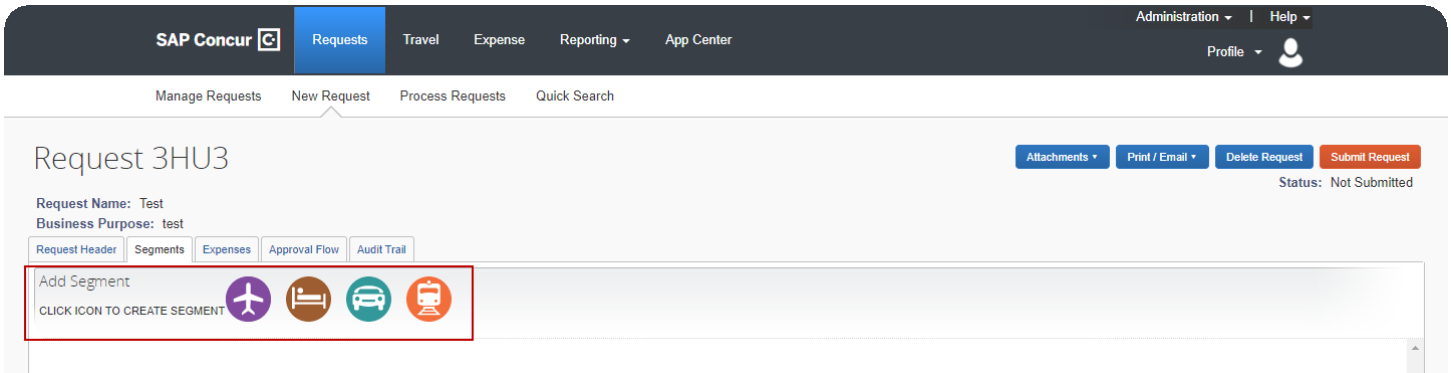 Administration | Help
SAP Concur C Requests Travel Expense Reporting App Center
Profile
Manage Requests New Request Process Requests Quick Search
Request 3HU3
Attachments Print / Email Delete Request Submit Request
Status: Not Submitted
Request Name: Test
Business Purpose: test
Request Header Segments Expenses Approval Flow Audit Trail
Add Segment
CLICK ICON TO CREATE SEGMENT